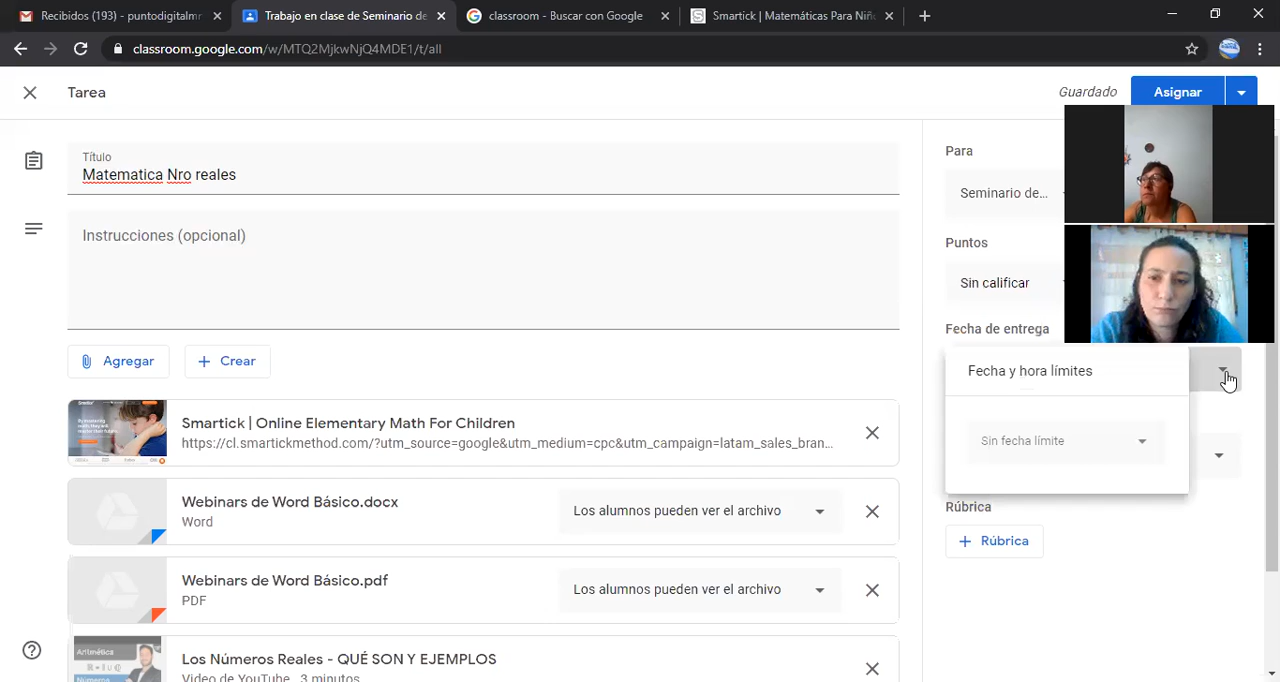 Recibidos (193) - puntodigitalmr
Trabajo en clase de Seminario de
classroom - Buscar con Google
Smartick | Matemáticas Para Niño
classroom.google.com/w/MTQ2MjkwNjQ4MDE1/t/all
Tarea
Guardado
Asignar
Título
Matematica Nro reales
Instrucciones (opcional)
Agregar
Crear
Smartick | Online Elementary Math For Children
https://cl.smartickmethod.com/?utm_source=google&utm_medium=cpc&utm_campaign=latam_sales_bran...
Webinars de Word Básico.docx
Word
Los alumnos pueden ver el archivo
Webinars de Word Básico.pdf
PDF
Los alumnos pueden ver el archivo
Aritmética
Números
Los Números Reales - QUÉ SON Y EJEMPLOS
Video de YouTube 3 minutos
Para
Seminario de...
Puntos
Sin calificar
Fecha de entrega
Fecha y hora límites
Sin fecha límite
Rúbrica
Rúbrica